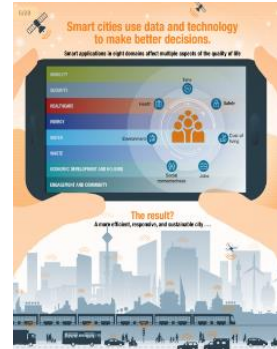 Smart cities use data and technology
to make better decisions.
Smart applications in eight domains affect multiple aspects of the quality of life
MOBILITY
SECURITY
HEALTHCARE
ENERGY
WATER
WASTE
ECONOMIC DEVELOPMENT AND HOUSING
ENGAGEMENT AND COMMUNITY
Time
Health
Safety
Environment
Cost of
living
Social
connectedness
Jobs
The result?
A more efficient, responsive, and sustainable city